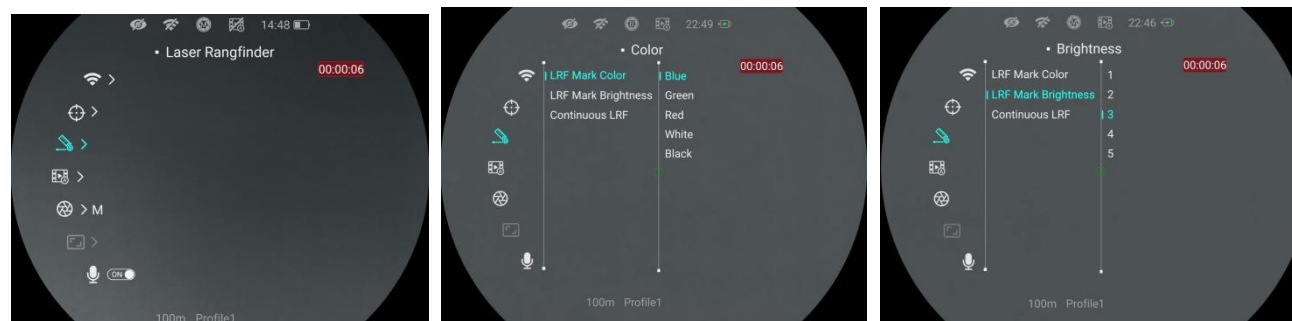 14:48
• Laser Rangfinder
00:00:06
M
ON
100m Profile1
22:49
• Color
00:00:06
LRF Mark Color Blue
LRF Mark Brightness Green
Continuous LRF Red
White
Black
100m Profile1
22:46
• Brightness
00:00:06
LRF Mark Color 1
LRF Mark Brightness 2
Continuous LRF 3
4
5
100m Profile1